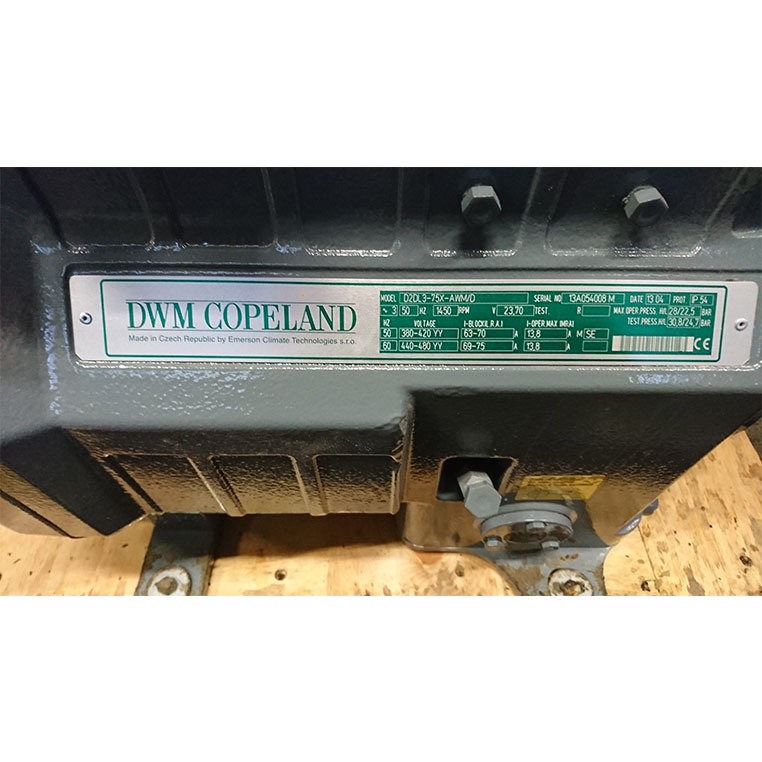 DWM COPELAND
Made in Czech Republic by Emerson Climate Technologies s.r.o.
MODEL D2DL3-75X-AWM/D SERIAL NO 13A054008 M DATE 13 04 PROT. IP 54
~ 3 50 HZ 1450 RPM V 23,70 TEST. R MAX.OPER.PRESS. H/L 28/22,5 BAR
HZ VOLTAGE I-BLOCK(L.R.A.) I-OPER.MAX (MRA) TEST.PRESS.H/L 30,8/24,7 BAR
50 380-420 YY 63-70 A 13,8 A M SE
60 440-480 YY 69-75 A 13,8 A CE